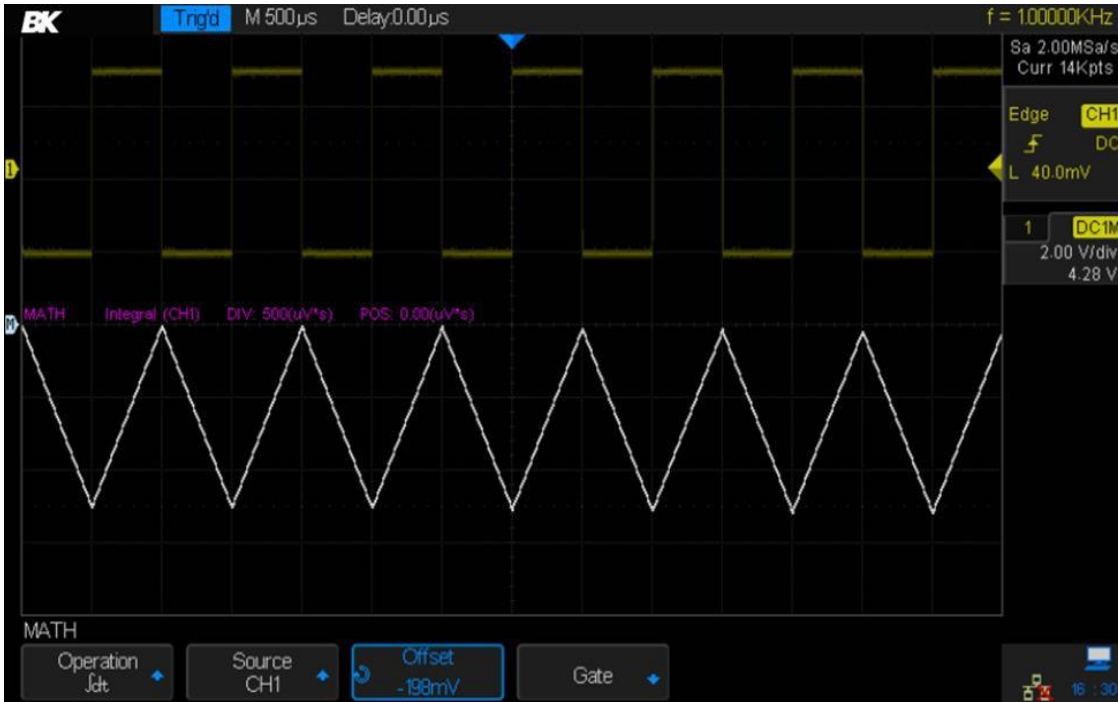 BK Trig'd M 500µs Delay:0.00µs f = 1.00000KHz
Sa 2.00MSa/s
Curr 14Kpts
Edge CH1
DC
L 40.0mV
1
1 DC1M
2.00 V/div
4.28 V
MATH Integral (CH1) DIV: 500(uV*s) POS: 0.00(uV*s)
M
MATH
Operation
∫dt
Source
CH1
Offset
-198mV
Gate
16 : 30